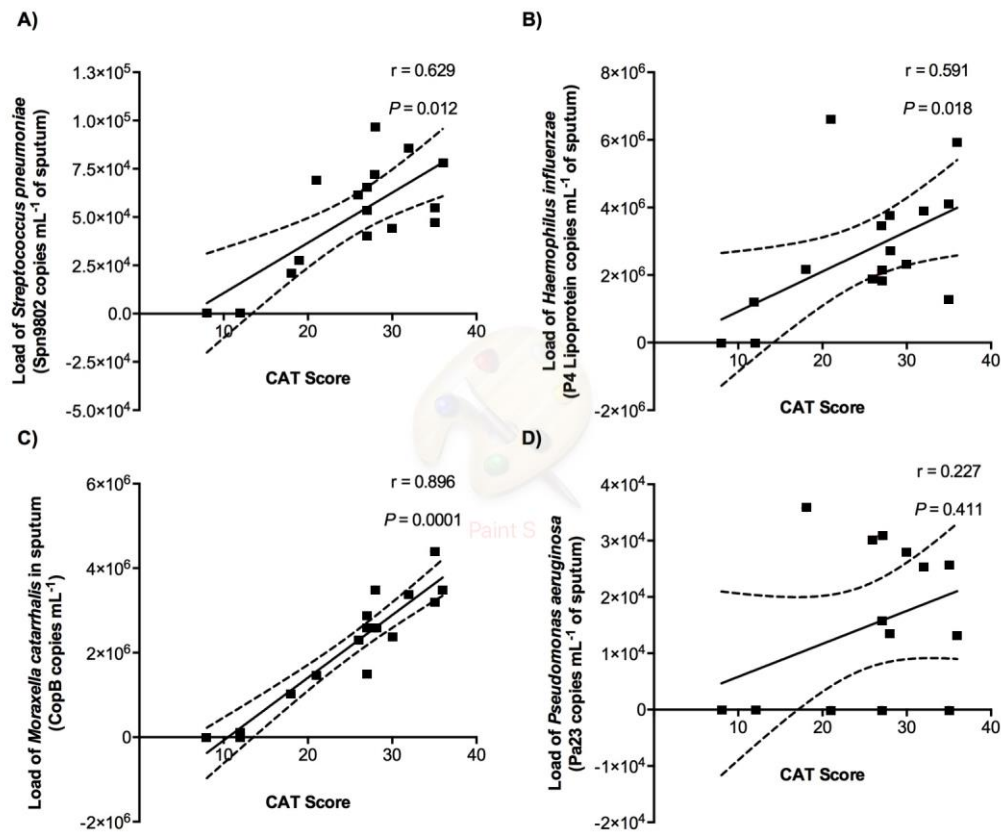 A)
Load of Streptococcus pneumoniae
(Spn9802 copies mL⁻¹ of sputum)
1.3×10⁵
1.0×10⁵
7.5×10⁴
5.0×10⁴
2.5×10⁴
0.0
-2.5×10⁴
-5.0×10⁴
r = 0.629
P = 0.012
10
20
30
40
CAT Score
B)
Load of Haemophilus influenzae
(P4 Lipoprotein copies mL⁻¹ of sputum)
8×10⁶
6×10⁶
4×10⁶
2×10⁶
0
-2×10⁶
r = 0.591
P = 0.018
10
20
30
40
CAT Score
C)
Load of Moraxella catarrhalis in sputum
(CopB copies mL⁻¹)
6×10⁶
4×10⁶
2×10⁶
0
-2×10⁶
r = 0.896
P = 0.0001
10
20
30
40
CAT Score
D)
Load of Pseudomonas aeruginosa
(Pa23 copies mL⁻¹ of sputum)
4×10⁴
3×10⁴
2×10⁴
1×10⁴
0
-1×10⁴
-2×10⁴
r = 0.227
P = 0.411
10
20
30
40
CAT Score
Paint S